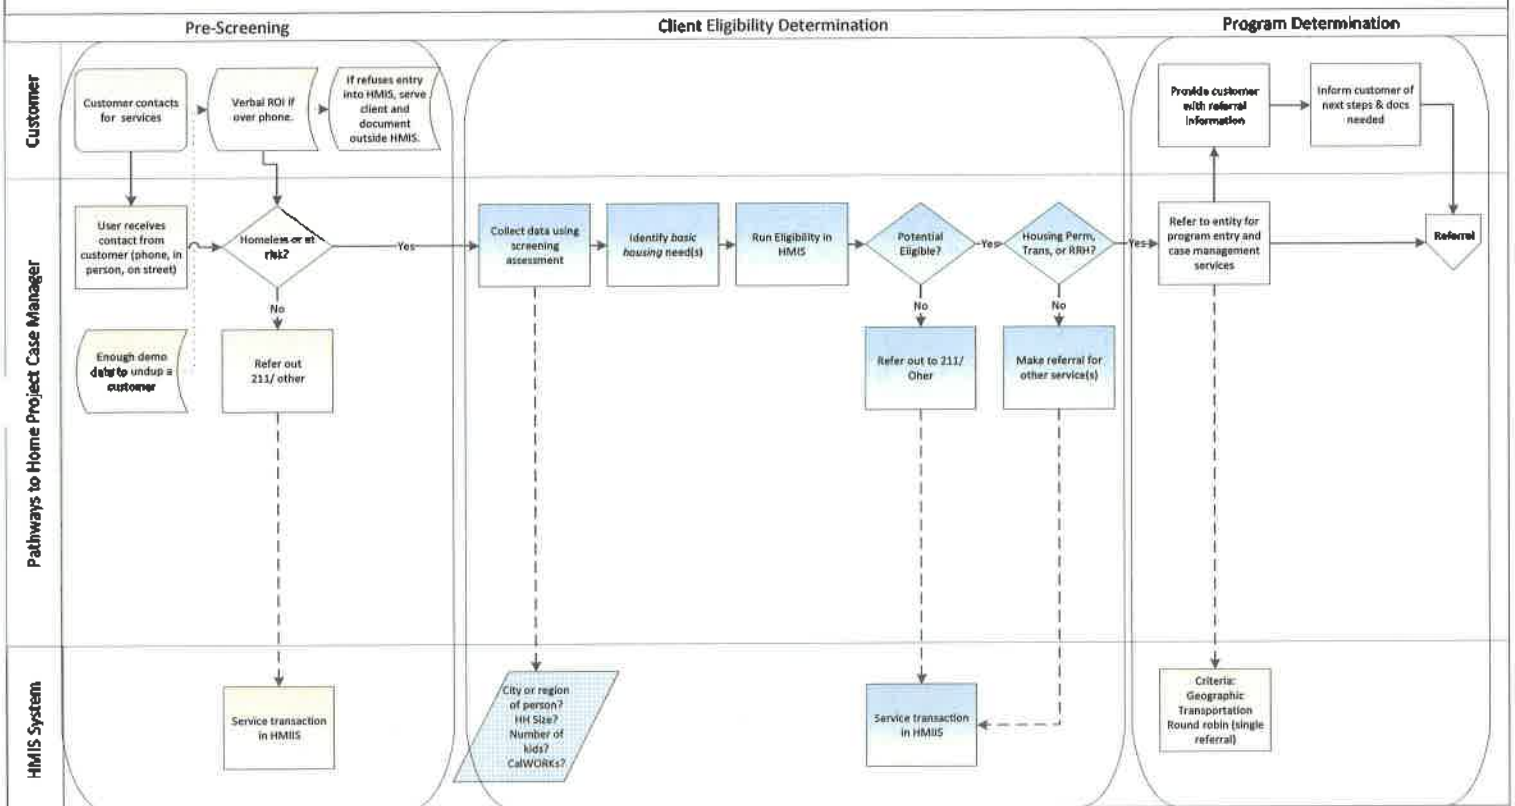 Pre-Screening
Client Eligibility Determination
Program Determination
Customer
Customer contacts
for services
Verbal ROI if
over phone.
If refuses entry
into HMIS, serve
client and
document
outside HMIS.
Provide customer
with referral
information
Inform customer of
next steps & docs
needed
Pathways to Home Project Case Manager
User receives
contact from
customer (phone, in
person, on street)
Homeless or at
risk?
Yes
Collect data using
screening
assessment
Identify basic
housing need(s)
Run Eligibility in
HMIS
Potential
Eligible?
Yes
Housing Perm,
Trans, or RRH?
Yes
Refer to entity for
program entry and
case management
services
Referral
No
No
No
Enough demo
data to undup a
customer
Refer out
211/ other
Refer out to 211/
Oher
Make referral for
other service(s)
HMIS System
Service transaction
in HMIIS
City or region
of person?
HH Size?
Number of
kids?
CalWORKs?
Service transaction
in HMIIS
Criteria:
Geographic
Transportation
Round robin (single
referral)